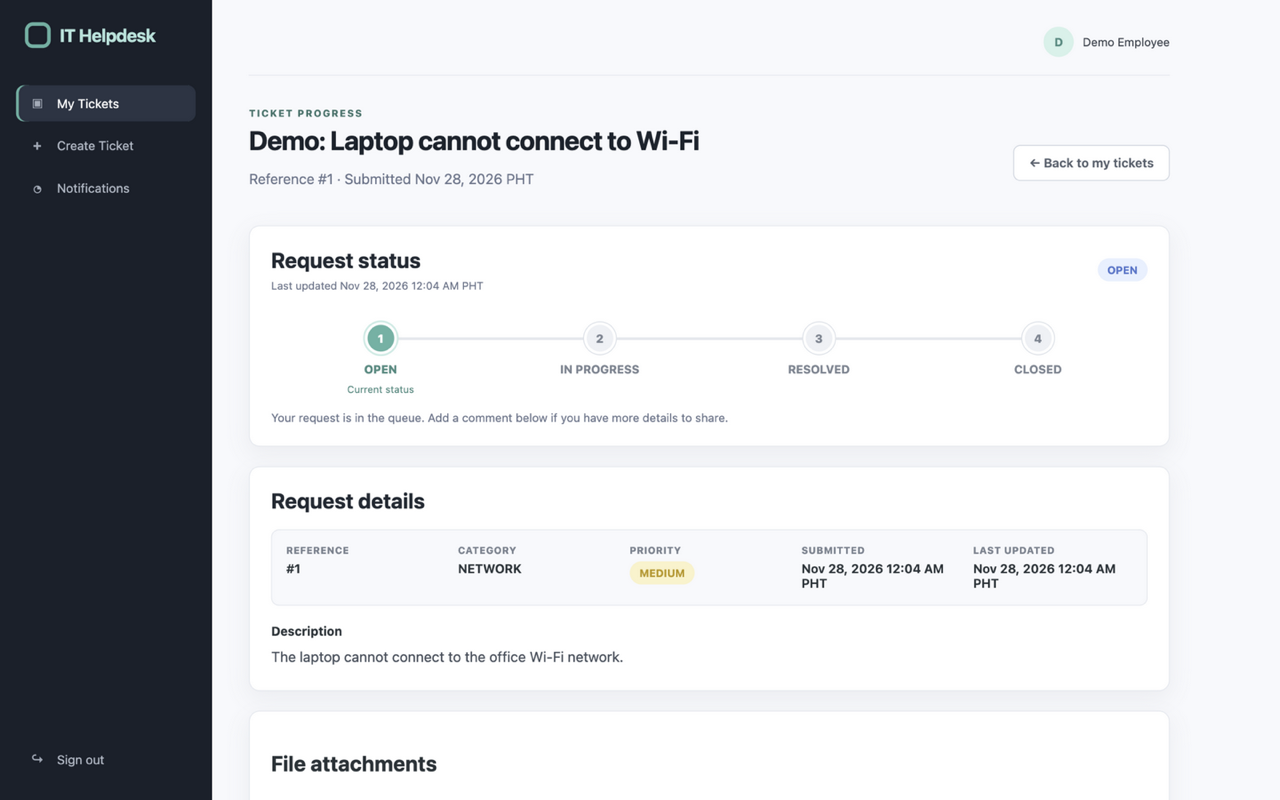 IT Helpdesk
My Tickets
+ Create Ticket
Notifications
Sign out
D Demo Employee
TICKET PROGRESS
Demo: Laptop cannot connect to Wi-Fi
Reference #1 · Submitted Nov 28, 2026 PHT
← Back to my tickets
Request status
Last updated Nov 28, 2026 12:04 AM PHT
OPEN
1 2 3 4
OPEN IN PROGRESS RESOLVED CLOSED
Current status
Your request is in the queue. Add a comment below if you have more details to share.
Request details
REFERENCE CATEGORY PRIORITY SUBMITTED LAST UPDATED
#1 NETWORK MEDIUM Nov 28, 2026 12:04 AM PHT Nov 28, 2026 12:04 AM PHT
Description
The laptop cannot connect to the office Wi-Fi network.
File attachments